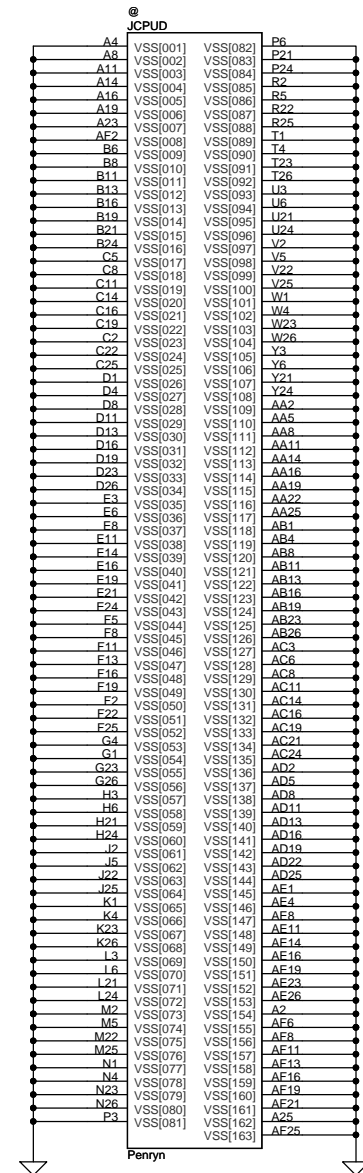 @
JCPUD
A4 VSS[001] VSS[082] P6
A8 VSS[002] VSS[083] P21
A11 VSS[003] VSS[084] P24
A14 VSS[004] VSS[085] R2
A16 VSS[005] VSS[086] R5
A19 VSS[006] VSS[087] R22
A23 VSS[007] VSS[088] R25
AF2 VSS[008] VSS[089] T1
B6 VSS[009] VSS[090] T4
B8 VSS[010] VSS[091] T23
B11 VSS[011] VSS[092] T26
B13 VSS[012] VSS[093] U3
B16 VSS[013] VSS[094] U6
B19 VSS[014] VSS[095] U21
B21 VSS[015] VSS[096] U24
B24 VSS[016] VSS[097] V2
C5 VSS[017] VSS[098] V5
C8 VSS[018] VSS[099] V22
C11 VSS[019] VSS[100] V25
C14 VSS[020] VSS[101] W1
C16 VSS[021] VSS[102] W4
C19 VSS[022] VSS[103] W23
C2 VSS[023] VSS[104] W26
C22 VSS[024] VSS[105] Y3
C25 VSS[025] VSS[106] Y6
D1 VSS[026] VSS[107] Y21
D4 VSS[027] VSS[108] Y24
D8 VSS[028] VSS[109] AA2
D11 VSS[029] VSS[110] AA5
D13 VSS[030] VSS[111] AA8
D16 VSS[031] VSS[112] AA11
D19 VSS[032] VSS[113] AA14
D23 VSS[033] VSS[114] AA16
D26 VSS[034] VSS[115] AA19
E3 VSS[035] VSS[116] AA22
E6 VSS[036] VSS[117] AA25
E8 VSS[037] VSS[118] AB1
E11 VSS[038] VSS[119] AB4
E14 VSS[039] VSS[120] AB8
E16 VSS[040] VSS[121] AB11
E19 VSS[041] VSS[122] AB13
E21 VSS[042] VSS[123] AB16
E24 VSS[043] VSS[124] AB19
F5 VSS[044] VSS[125] AB23
F8 VSS[045] VSS[126] AB26
F11 VSS[046] VSS[127] AC3
F13 VSS[047] VSS[128] AC6
F16 VSS[048] VSS[129] AC8
F19 VSS[049] VSS[130] AC11
F2 VSS[050] VSS[131] AC14
F22 VSS[051] VSS[132] AC16
F25 VSS[052] VSS[133] AC19
G4 VSS[053] VSS[134] AC21
G1 VSS[054] VSS[135] AC24
G23 VSS[055] VSS[136] AD2
G26 VSS[056] VSS[137] AD5
H3 VSS[057] VSS[138] AD8
H6 VSS[058] VSS[139] AD11
H21 VSS[059] VSS[140] AD13
H24 VSS[060] VSS[141] AD16
J2 VSS[061] VSS[142] AD19
J5 VSS[062] VSS[143] AD22
J22 VSS[063] VSS[144] AD25
J25 VSS[064] VSS[145] AE1
K1 VSS[065] VSS[146] AE4
K4 VSS[066] VSS[147] AE8
K23 VSS[067] VSS[148] AE11
K26 VSS[068] VSS[149] AE14
L3 VSS[069] VSS[150] AE16
L6 VSS[070] VSS[151] AE19
L21 VSS[071] VSS[152] AE23
L24 VSS[072] VSS[153] AE26
M2 VSS[073] VSS[154] A2
M5 VSS[074] VSS[155] AF6
M22 VSS[075] VSS[156] AF8
M25 VSS[076] VSS[157] AF11
N1 VSS[077] VSS[158] AF13
N4 VSS[078] VSS[159] AF16
N23 VSS[079] VSS[160] AF19
N26 VSS[080] VSS[161] AF21
P3 VSS[081] VSS[162] A25
VSS[163] AF25
Penryn